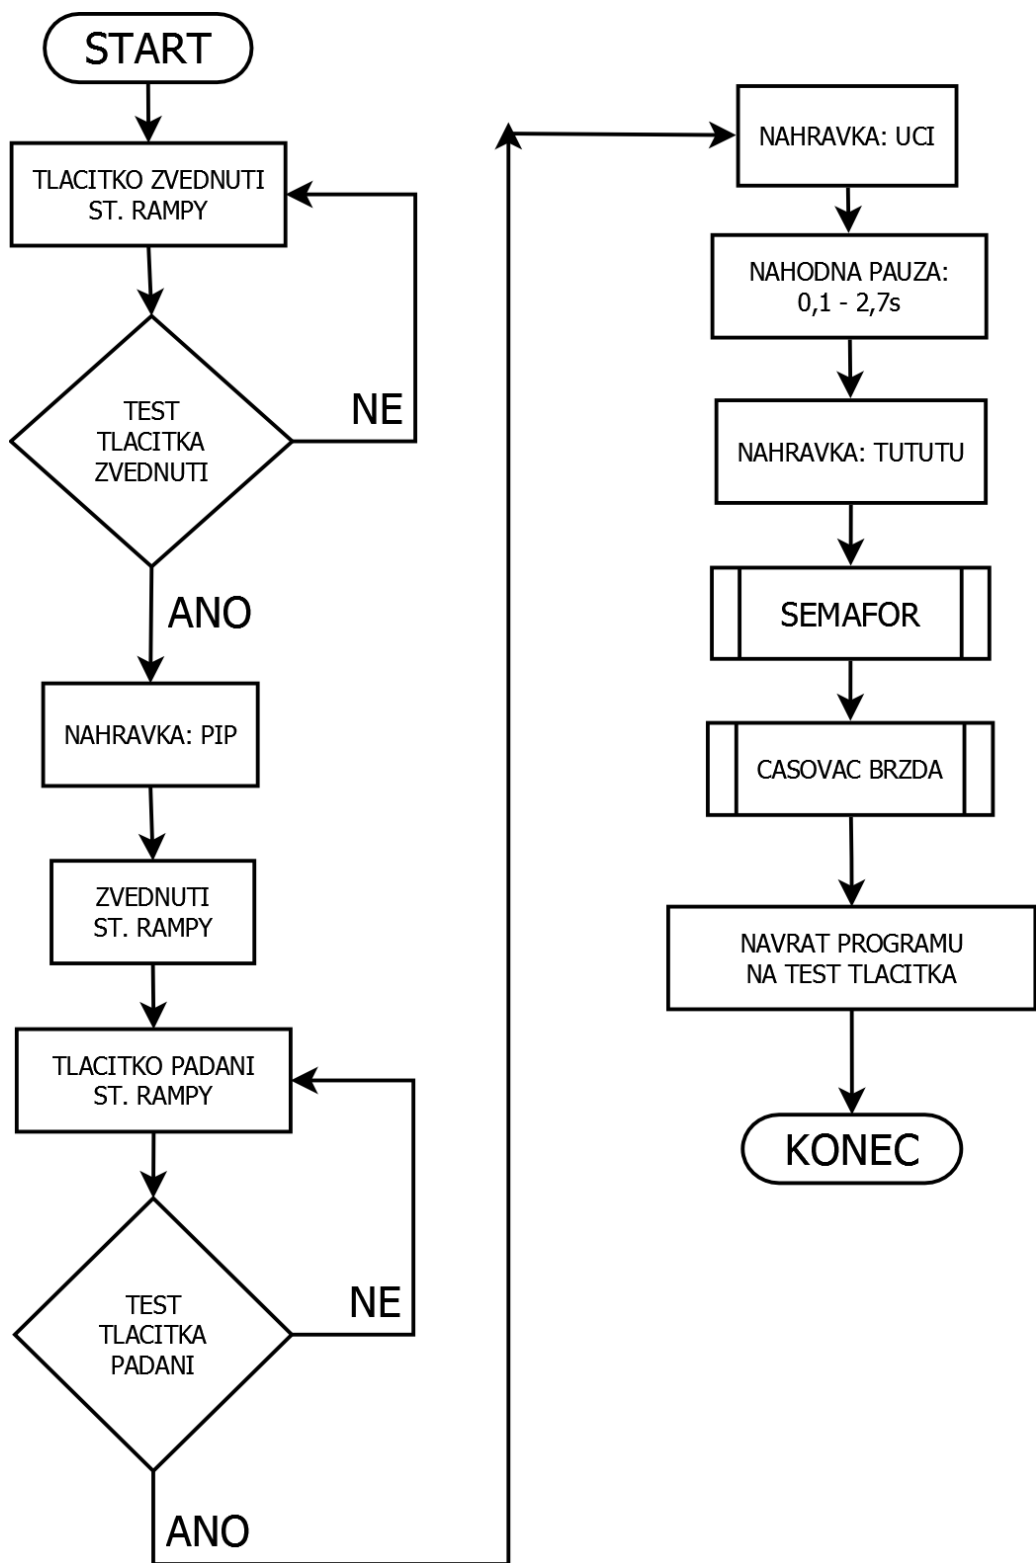 START
TLACITKO ZVEDNUTI
ST. RAMPY
TEST
TLACITKA
ZVEDNUTI
NE
ANO
NAHRAVKA: PIP
ZVEDNUTI
ST. RAMPY
TLACITKO PADANI
ST. RAMPY
TEST
TLACITKA
PADANI
NE
ANO
NAHRAVKA: UCI
NAHODNA PAUZA:
0,1 - 2,7s
NAHRAVKA: TUTUTU
SEMAFOR
CASOVAC BRZDA
NAVRAT PROGRAMU
NA TEST TLACITKA
KONEC